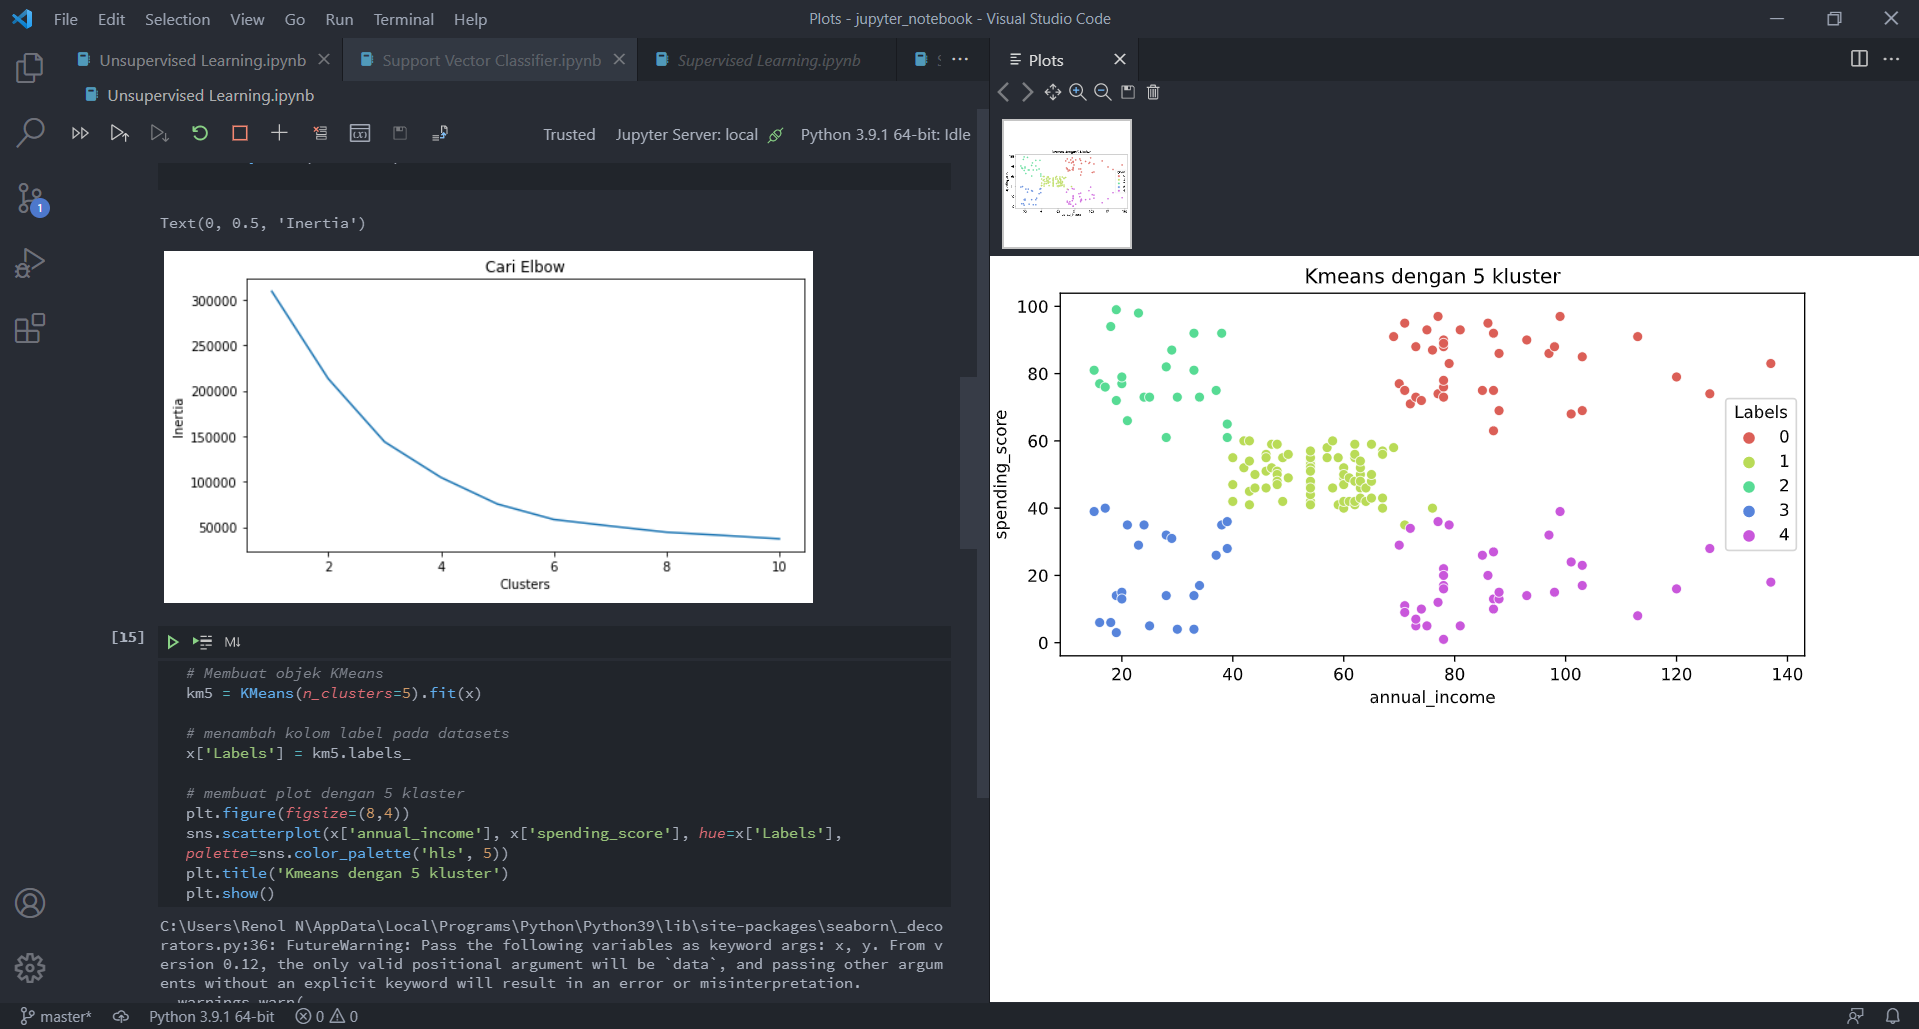 File Edit Selection View Go Run Terminal Help
Plots - jupyter_notebook - Visual Studio Code
Unsupervised Learning.ipynb
Support Vector Classifier.ipynb
Supervised Learning.ipynb
Plots
Unsupervised Learning.ipynb
Trusted Jupyter Server: local Python 3.9.1 64-bit: Idle
1
Text(0, 0.5, 'Inertia')
Cari Elbow
300000
250000
200000
150000
100000
50000
Inertia
2 4 6 8 10
Clusters
[15]
M↓
# Membuat objek KMeans
km5 = KMeans(n_clusters=5).fit(x)
# menambah kolom label pada datasets
x['Labels'] = km5.labels_
# membuat plot dengan 5 klaster
plt.figure(figsize=(8,4))
sns.scatterplot(x['annual_income'], x['spending_score'], hue=x['Labels'],
palette=sns.color_palette('hls', 5))
plt.title('Kmeans dengan 5 kluster')
plt.show()
C:\Users\Renol N\AppData\Local\Programs\Python\Python39\lib\site-packages\seaborn\_deco
rators.py:36: FutureWarning: Pass the following variables as keyword args: x, y. From v
ersion 0.12, the only valid positional argument will be `data`, and passing other argum
ents without an explicit keyword will result in an error or misinterpretation.
warnings.warn(
Kmeans dengan 5 kluster
100
80
60
40
20
0
spending_score
20 40 60 80 100 120 140
annual_income
Labels
0
1
2
3
4
master* Python 3.9.1 64-bit 0 0